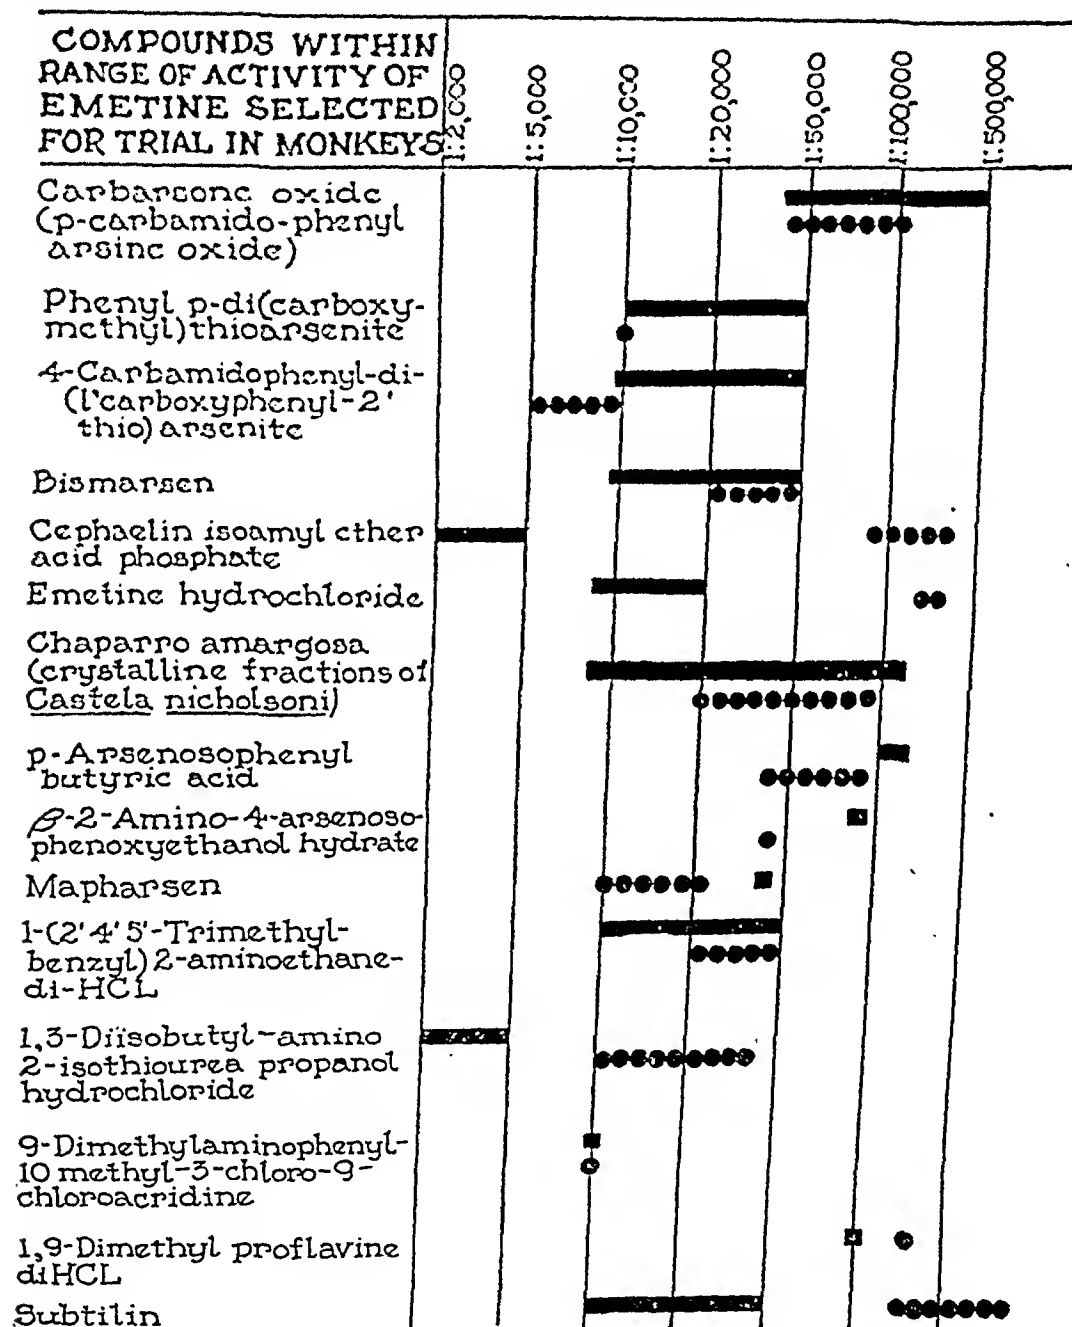 COMPOUNDS WITHIN
RANGE OF ACTIVITY OF
EMETINE SELECTED
FOR TRIAL IN MONKEYS
1:2,000
1:5,000
1:10,000
1:20,000
1:50,000
1:100,000
1:500,000
Carbarsone oxide
(p-carbamido-phenyl
arsine oxide)
Phenyl p-di(carboxy-
methyl)thioarsenite
4-Carbamidophenyl-di-
(1'carboxyphenyl-2'
thio)arsenite
Bismarsen
Cephaelin isoamyl ether
acid phosphate
Emetine hydrochloride
Chaparro amargosa
(crystalline fractions of
Castela nicholsoni)
p-Arsenosophenyl
butyric acid
β-2-Amino-4-arsenoso-
phenoxyethanol hydrate
Mapharsen
1-(2'4'5'-Trimethyl-
benzyl)2-aminoethane-
di-HCL
1,3-Diïsobutyl-amino
2-isothiourea propanol
hydrochloride
9-Dimethylaminophenyl-
10 methyl-3-chloro-9-
chloroacridine
1,9-Dimethyl proflavine
diHCL
Subtilin